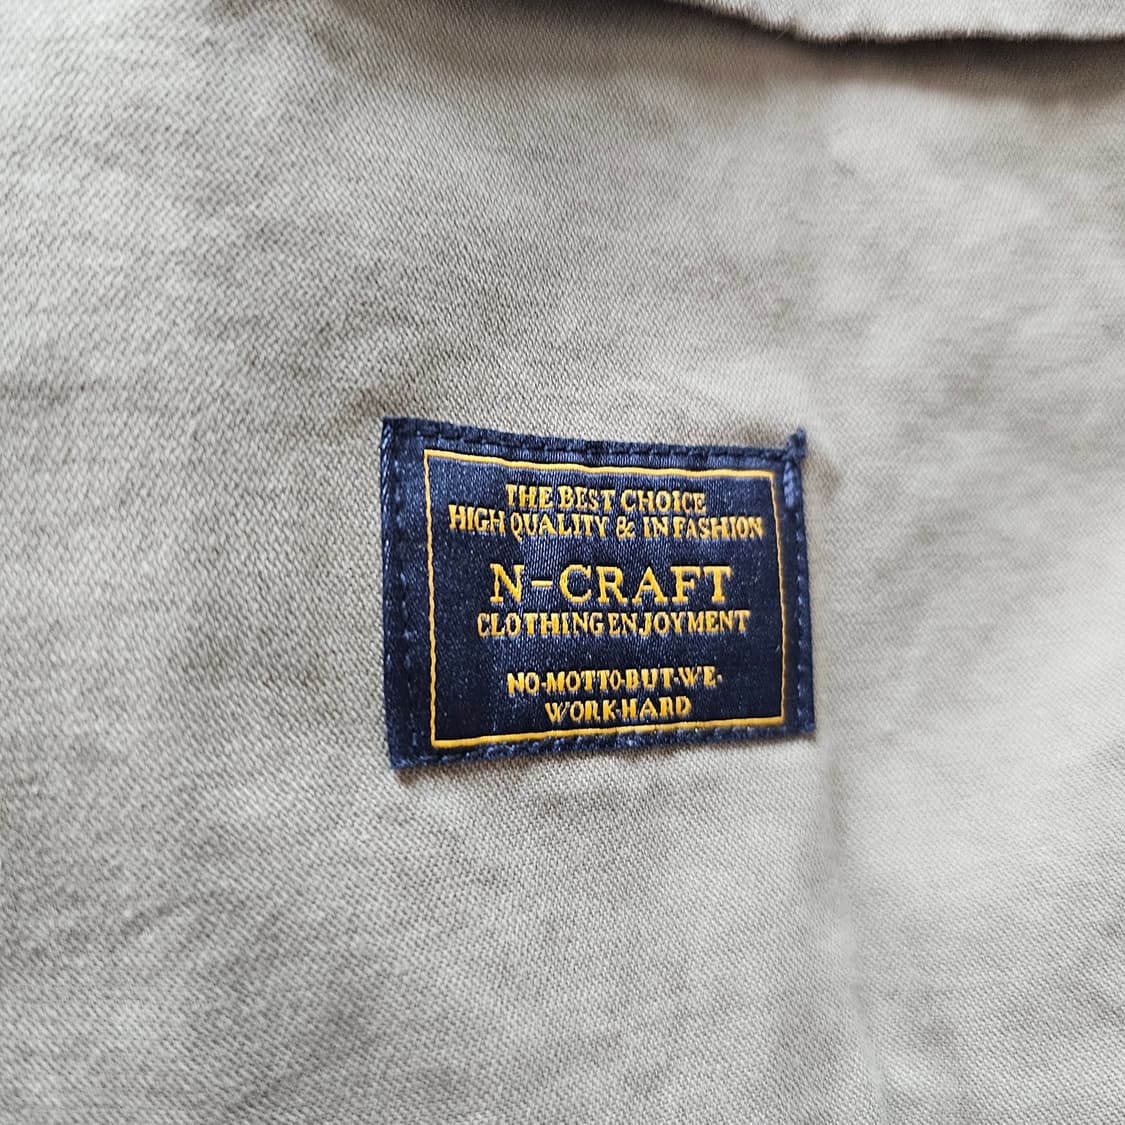 THE BEST CHOICE
HIGH QUALITY & IN FASHION
N-CRAFT
CLOTHING ENJOYMENT
NO·MOTTO·BUT·WE·
WORK·HARD